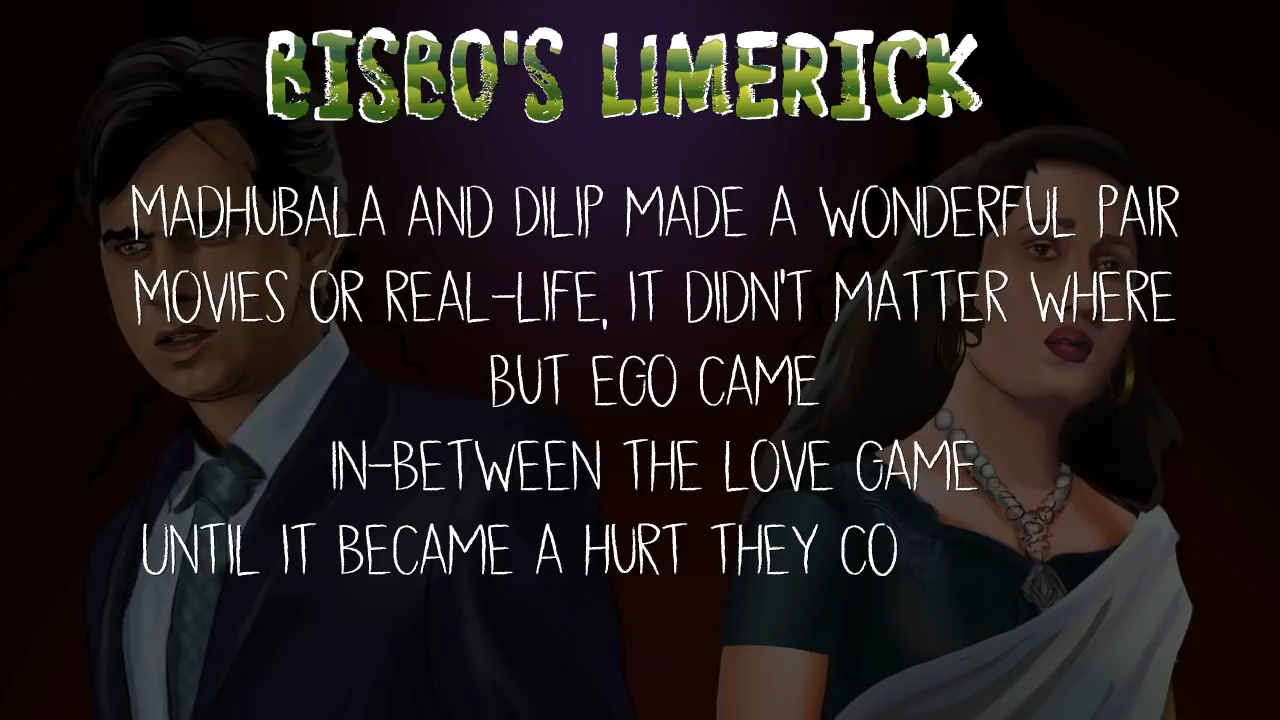 BISBO'S LIMERICK
MADHUBALA AND DILIP MADE A WONDERFUL PAIR
MOVIES OR REAL-LIFE, IT DIDN'T MATTER WHERE
BUT EGO CAME
IN-BETWEEN THE LOVE GAME
UNTIL IT BECAME A HURT THEY CO